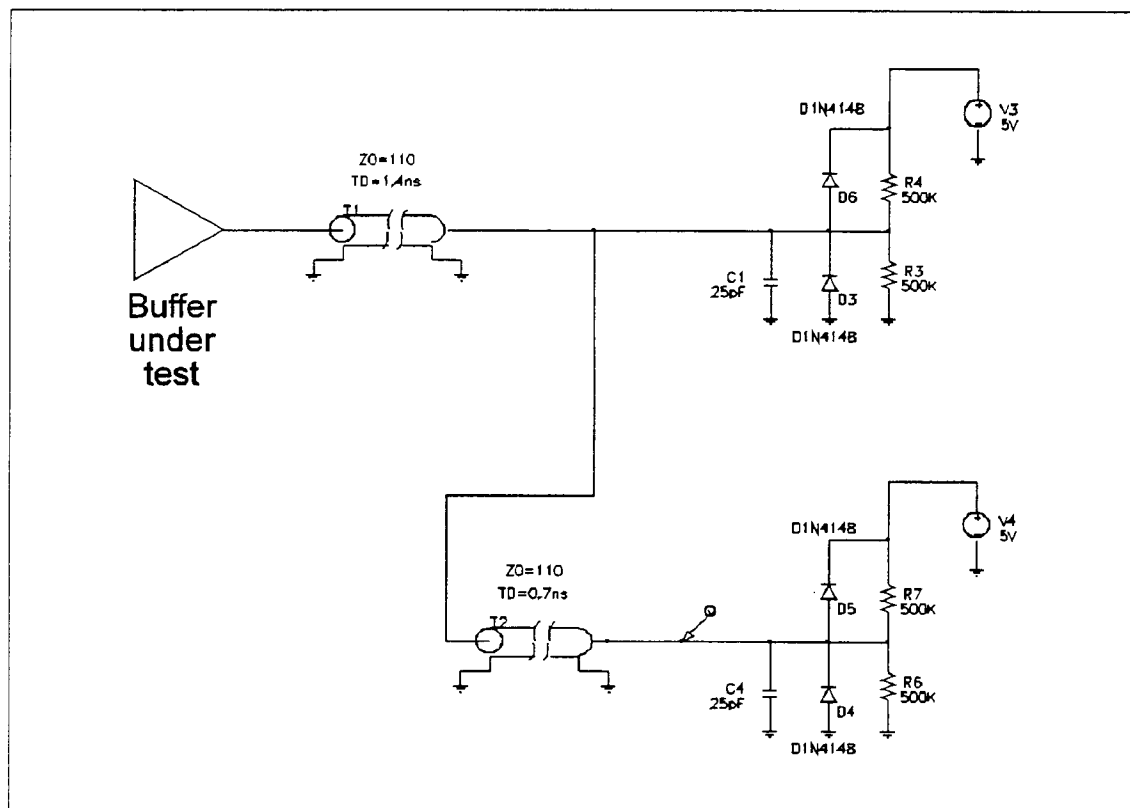 D1N4148
V3
5V
Z0=110
TD=1.4ns
T1
D6
R4
500K
C1
25pF
D3
R3
500K
D1N4148
Buffer
under
test
D1N4148
V4
5V
Z0=110
TD=0.7ns
T2
D5
R7
500K
C4
25pF
D4
R6
500K
D1N4148